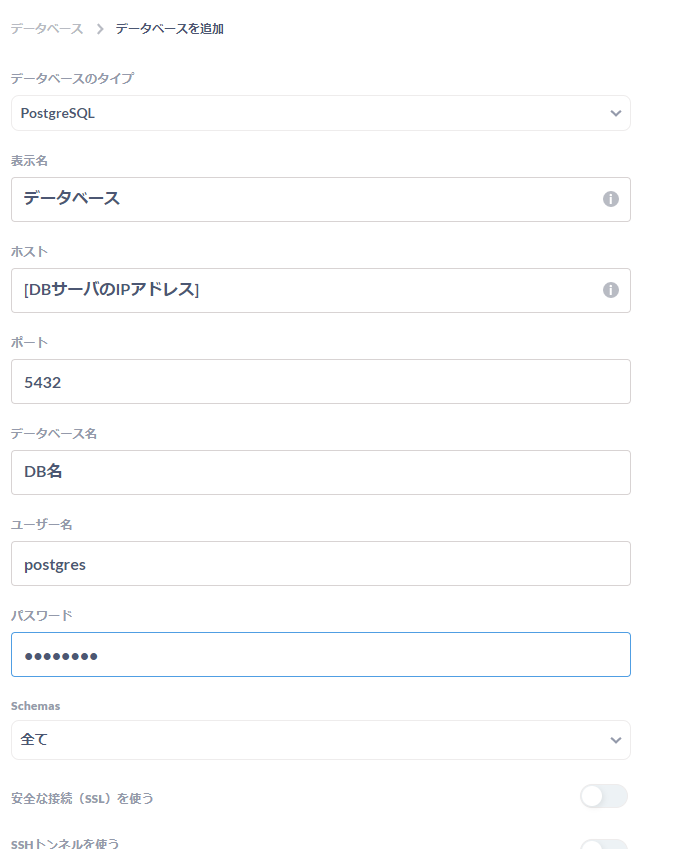 データベース > データベースを追加
データベースのタイプ
PostgreSQL
表示名
データベース
ホスト
[DBサーバのIPアドレス]
ポート
5432
データベース名
DB名
ユーザー名
postgres
パスワード
●●●●●●●●
Schemas
全て
安全な接続（SSL）を使う
SSHトンネルを使う